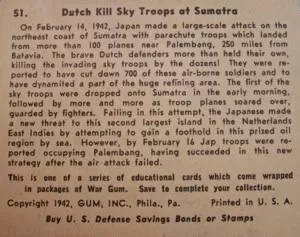 51. Dutch Kill Sky Troops at Sumatra
On February 14, 1942, Japan made a large-scale attack on the
northeast coast of Sumatra with parachute troops which landed
from more than 100 planes near Palembang, 250 miles from
Batavia. The brave Dutch defenders more than held their own,
killing the invading sky troops by the dozens! They were re-
ported to have cut down 700 of these air-borne soldiers and to
have dynamited a part of the huge refining area. The first of the
sky troops were dropped onto Sumatra in the early morning,
followed by more and more as troop planes soared over,
guarded by fighters. Failing in this attempt, the Japanese made
a new threat to this second largest island in the Netherlands
East Indies by attempting to gain a foothold in this prized oil
region by sea. However, by February 16 Jap troops were re-
ported occupying Palembang, having succeeded in this new
strategy after the air attack failed.
This is one of a series of educational cards which come wrapped
in packages of War Gum. Save to complete your collection.
Copyright 1942, GUM, INC., Phila., Pa. Printed in U. S. A.
Buy U. S. Defense Savings Bonds or Stamps